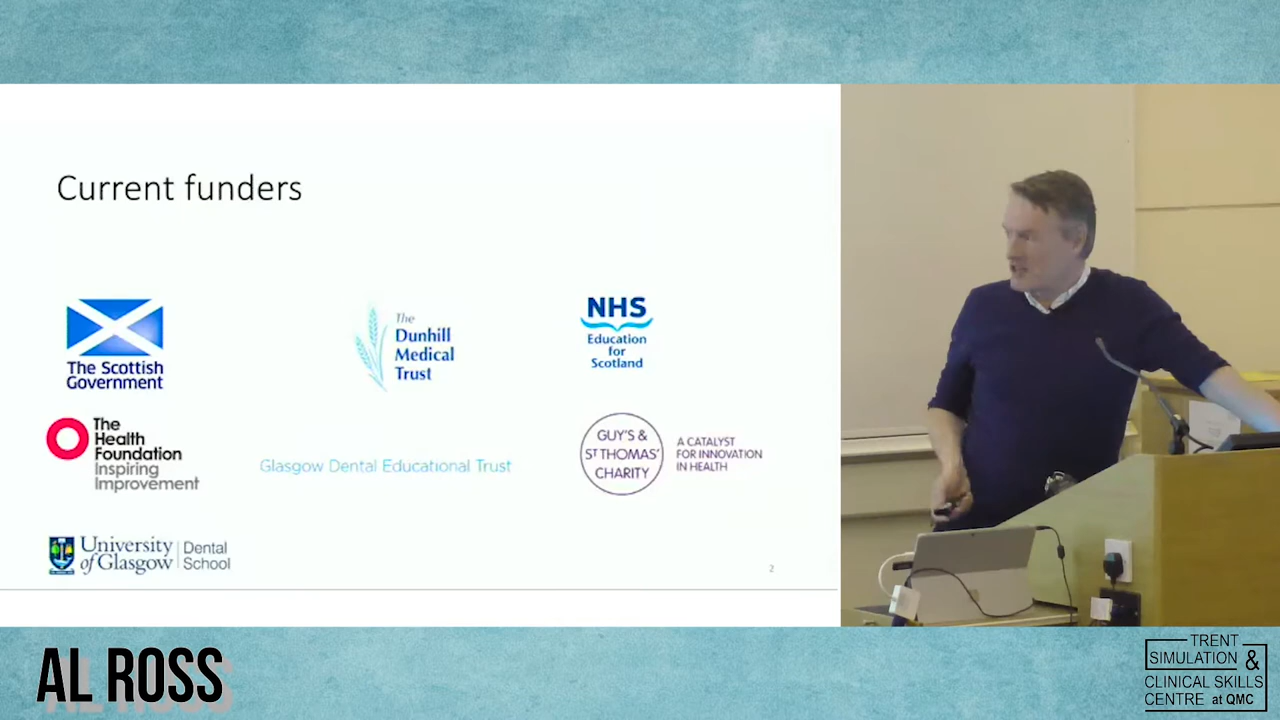 Current funders
The Scottish
Government
The
Dunhill
Medical
Trust
NHS
Education
for
Scotland
The
Health
Foundation
Inspiring
Improvement
Glasgow Dental Educational Trust
GUY'S &
ST THOMAS'
CHARITY
A CATALYST
FOR INNOVATION
IN HEALTH
University
of Glasgow
Dental
School
2
AL ROSS
TRENT
SIMULATION &
CLINICAL SKILLS
CENTRE at QMC